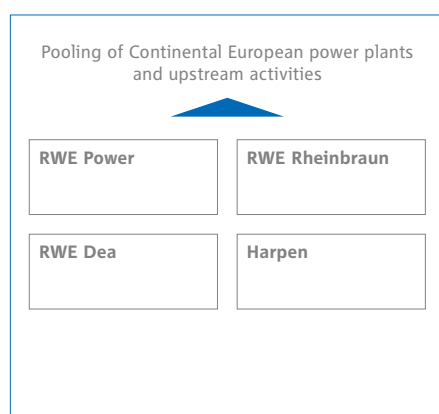 Pooling of Continental European power plants
and upstream activities
RWE Power
RWE Rheinbraun
RWE Dea
Harpen